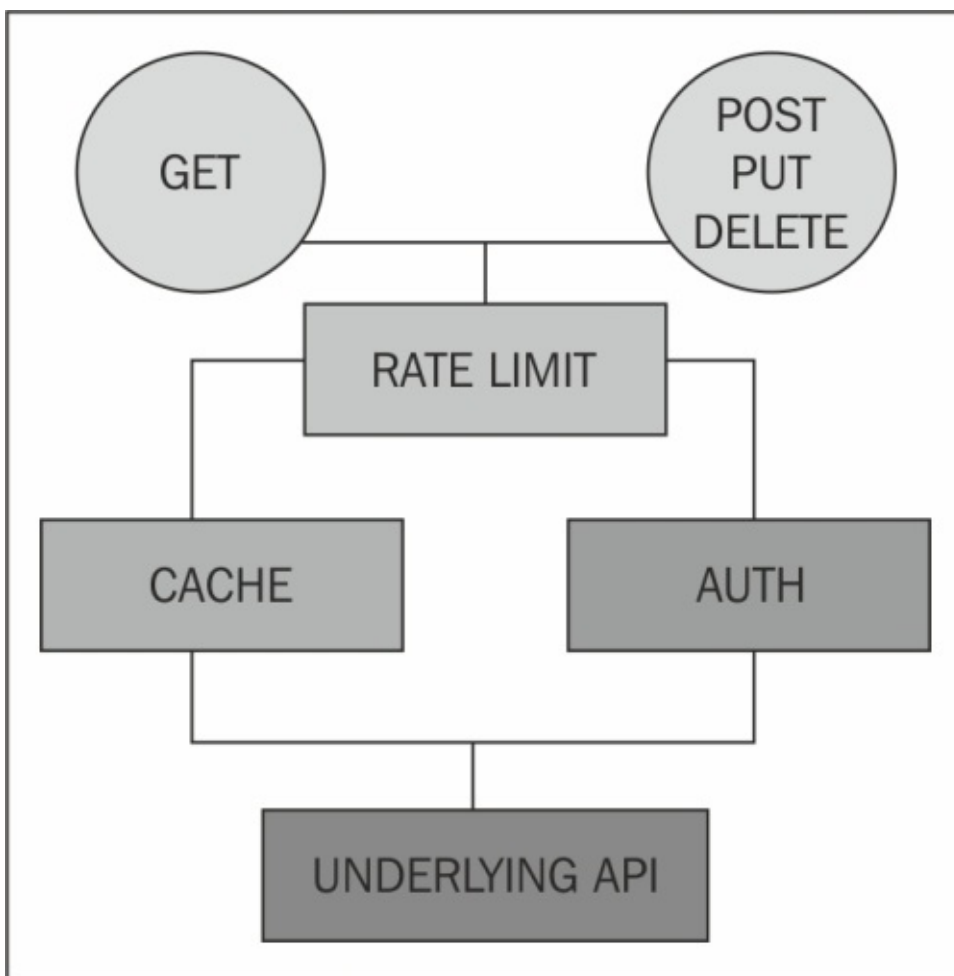 GET
POST
PUT
DELETE
RATE LIMIT
CACHE
AUTH
UNDERLYING API